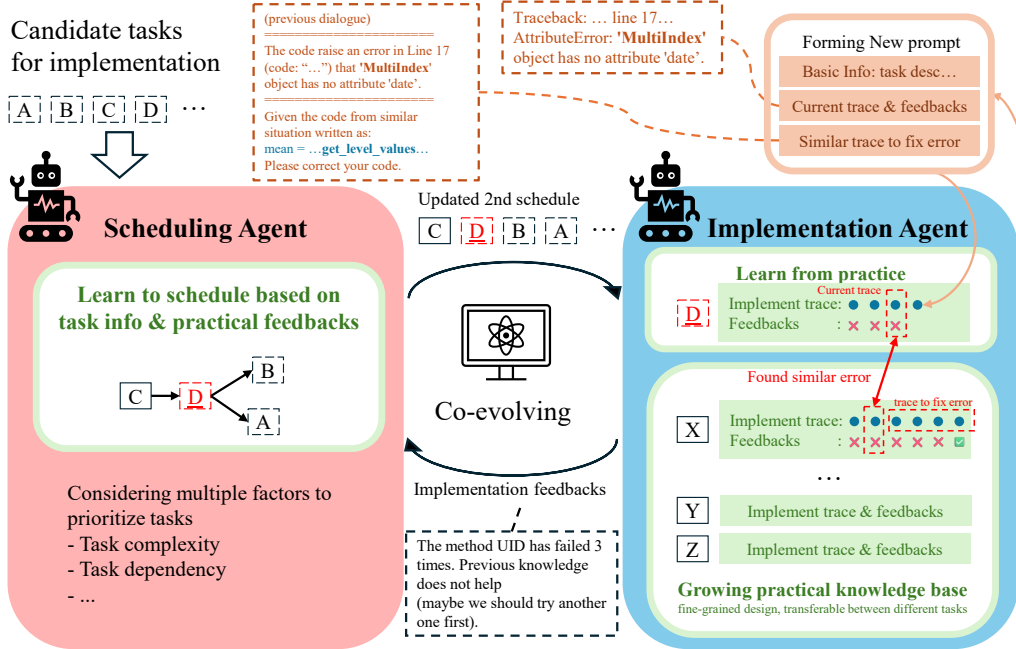 Candidate tasks
for implementation
A B C D ...
(previous dialogue)
======================
The code raise an error in Line 17
(code: “…”) that 'MultiIndex'
object has no attribute 'date'.
======================
Given the code from similar
situation written as:
mean = …get_level_values…
Please correct your code.
Traceback: … line 17…
AttributeError: 'MultiIndex'
object has no attribute 'date'.
Forming New prompt
Basic Info: task desc…
Current trace & feedbacks
Similar trace to fix error
Scheduling Agent
Learn to schedule based on
task info & practical feedbacks
C D B A
Considering multiple factors to
prioritize tasks
- Task complexity
- Task dependency
- ...
Updated 2nd schedule
C D B A ...
Co-evolving
Implementation feedbacks
The method UID has failed 3
times. Previous knowledge
does not help
(maybe we should try another
one first).
Implementation Agent
Learn from practice
Current trace
D
Implement trace:
Feedbacks :
Found similar error
trace to fix error
X
Implement trace:
Feedbacks :
...
Y Implement trace & feedbacks
Z Implement trace & feedbacks
Growing practical knowledge base
fine-grained design, transferable between different tasks